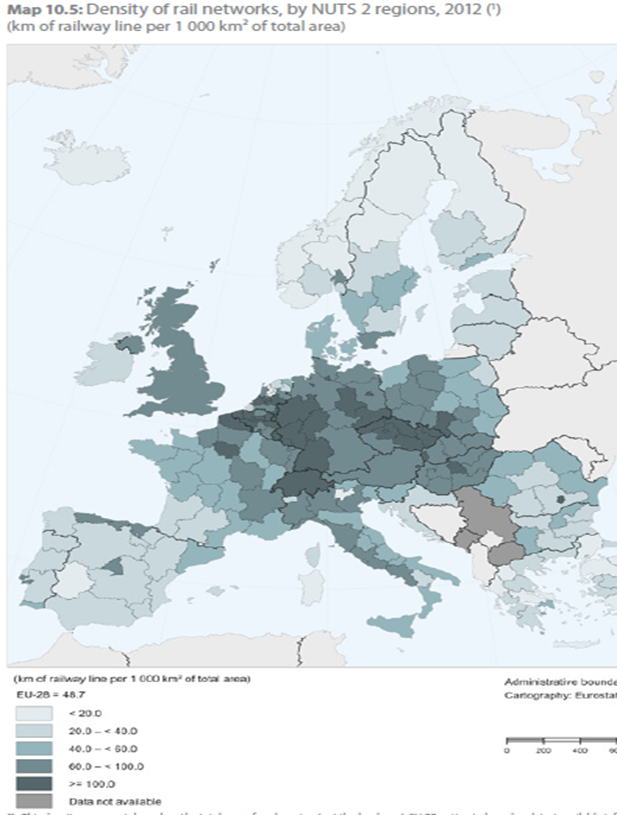 Map 10.5: Density of rail networks, by NUTS 2 regions, 2012 (¹)
(km of railway line per 1 000 km² of total area)
(km of railway line per 1 000 km² of total area)
EU-28 = 48.7
< 20.0
20.0 – < 40.0
40.0 – < 60.0
60.0 – < 100.0
>= 100.0
Data not available
Administrative bounda
Cartography: Eurostat
0 200 400 60